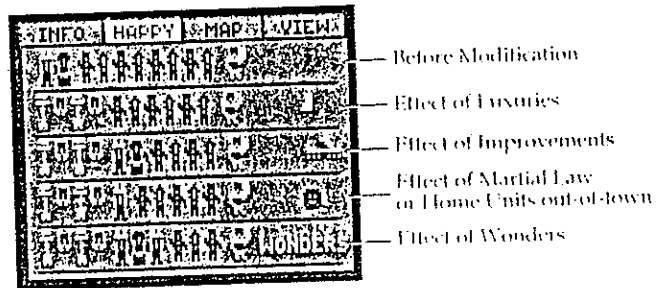 INFO HAPPY MAP VIEW
Before Modification
Effect of Luxuries
Effect of Improvements
Effect of Martial Law
or Home Units out-of-town
WONDERS
Effect of Wonders